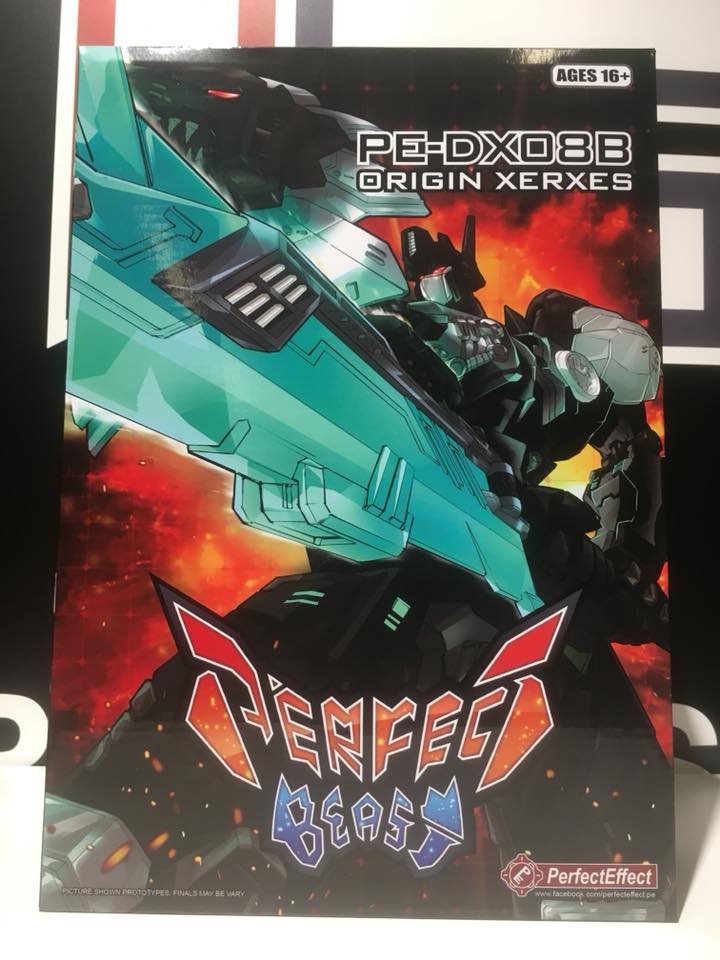 AGES 16+
PE-DX08B
ORIGIN XERXES
PERFECT
BEAST
PICTURE SHOWN PROTOTYPES. FINALS MAY BE VARY
PE PerfectEffect
www.facebook.com/perfecteffect.pe